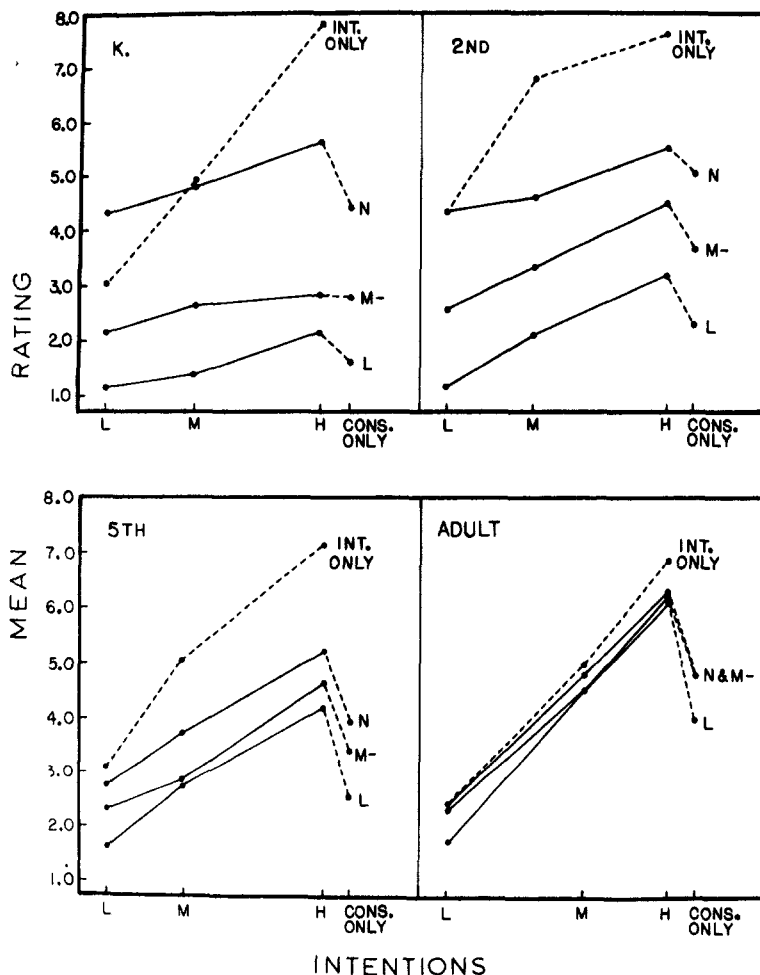 8.0
7.0
6.0
5.0
4.0
3.0
2.0
1.0
K.
INT.
ONLY
N
M-
L
L
M
H
CONS.
ONLY
2ND
INT.
ONLY
N
M-
L
L
M
H
CONS.
ONLY
RATING
MEAN
8.0
7.0
6.0
5.0
4.0
3.0
2.0
1.0
5TH
INT.
ONLY
N
M-
L
L
M
H
CONS.
ONLY
ADULT
INT.
ONLY
N&M-
L
L
M
H
CONS.
ONLY
INTENTIONS